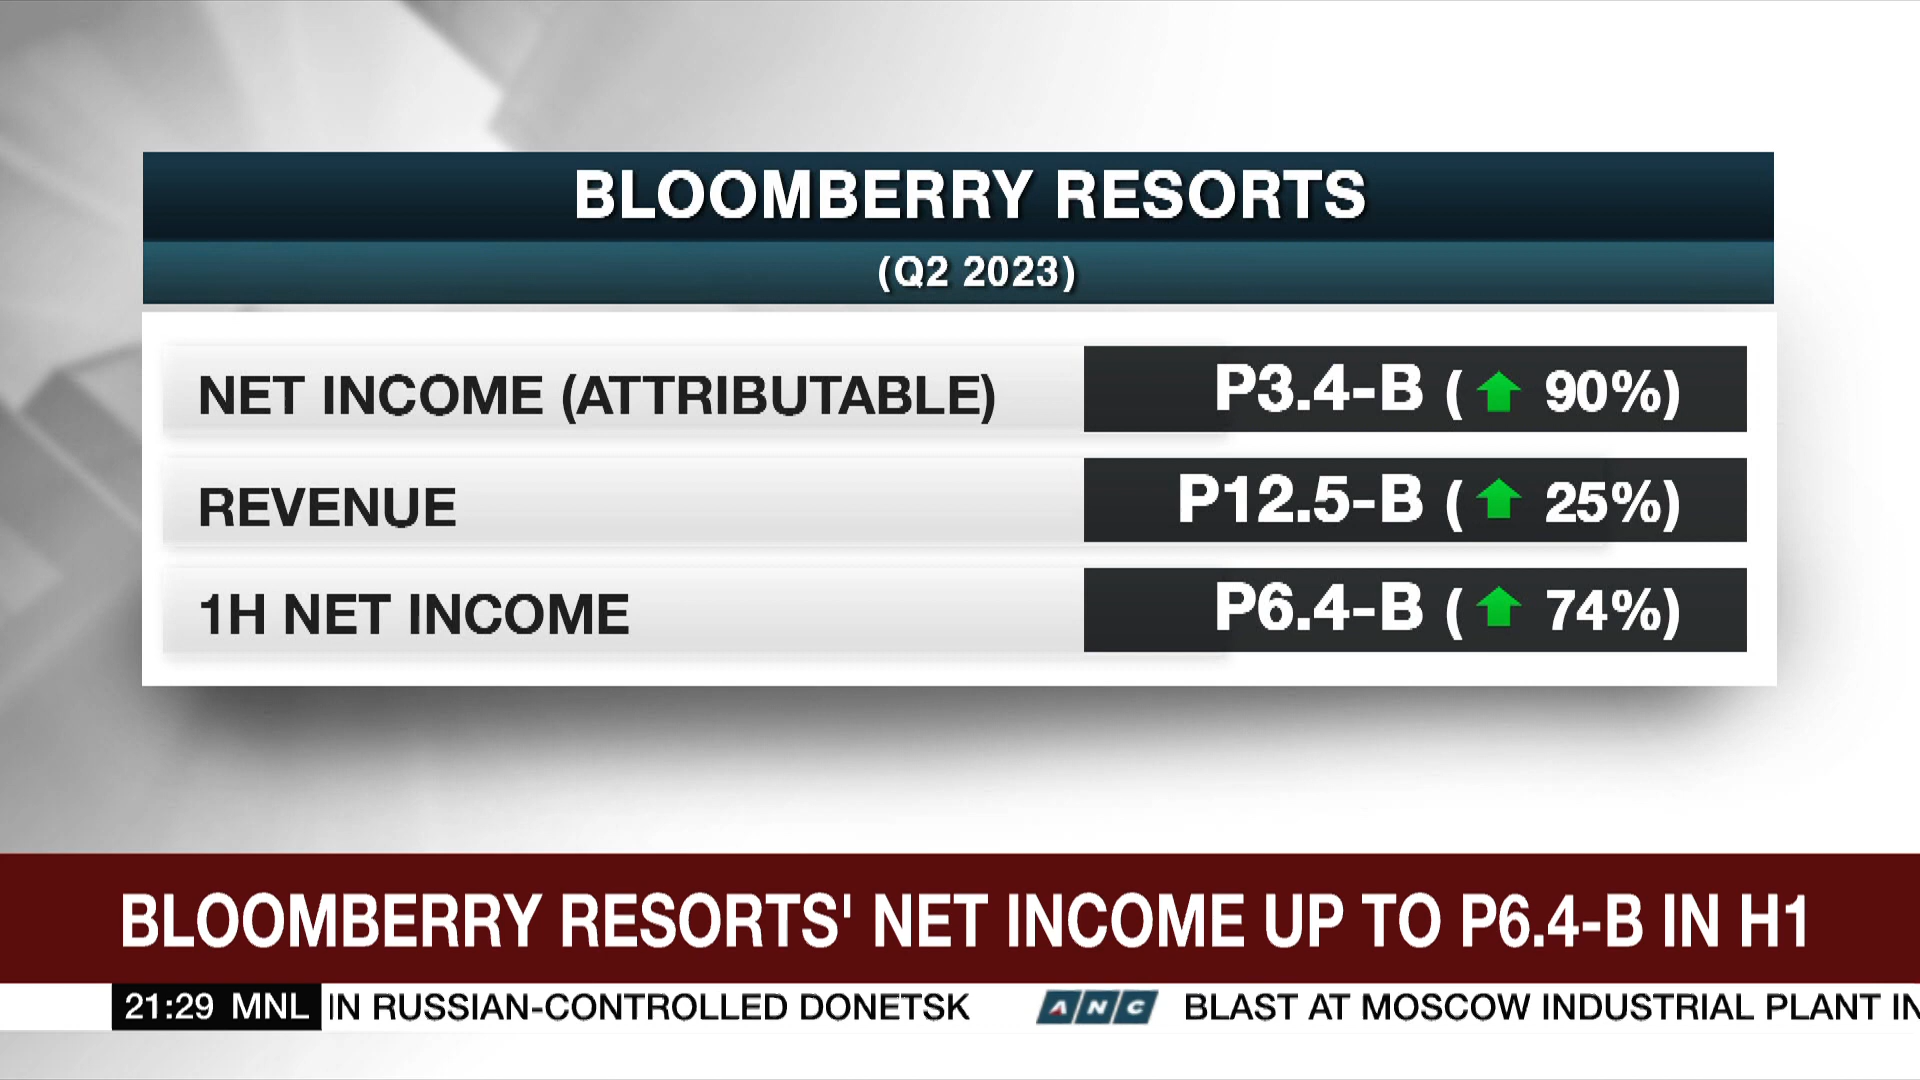 BLOOMBERRY RESORTS
(Q2 2023)
NET INCOME (ATTRIBUTABLE) P3.4-B ( 90%)
REVENUE P12.5-B ( 25%)
1H NET INCOME P6.4-B ( 74%)
BLOOMBERRY RESORTS' NET INCOME UP TO P6.4-B IN H1
21:29 MNL IN RUSSIAN-CONTROLLED DONETSK ANC BLAST AT MOSCOW INDUSTRIAL PLANT IN